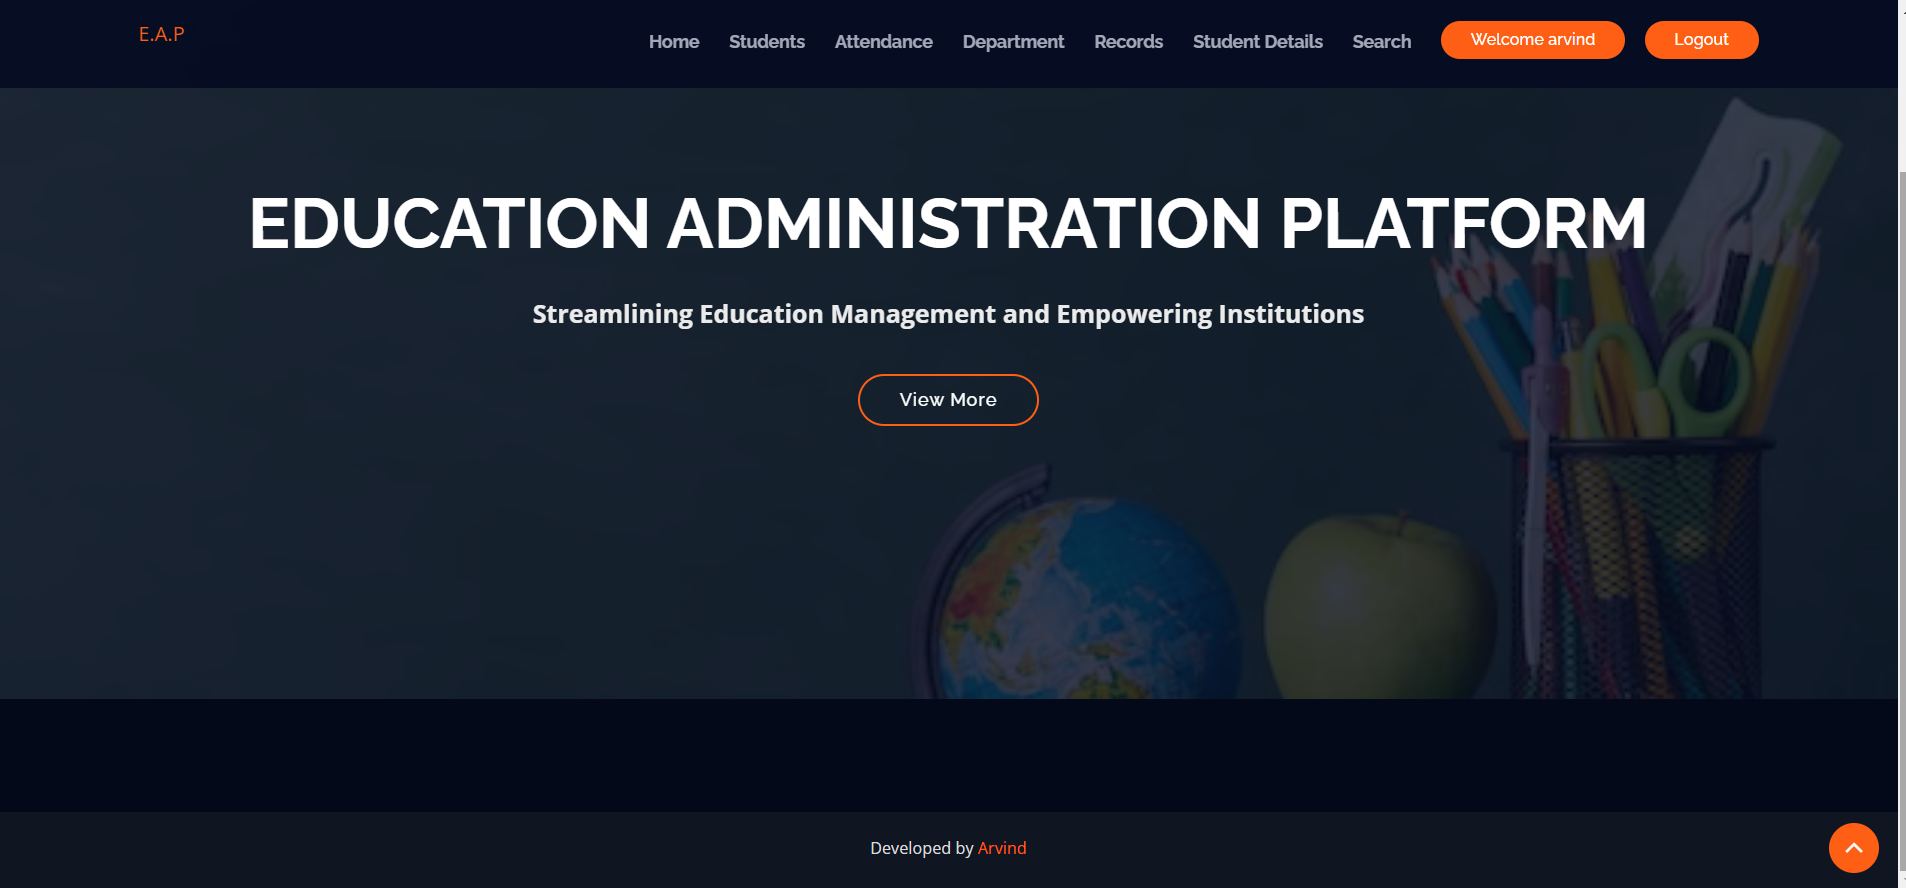 E.A.P
Home Students Attendance Department Records Student Details Search Welcome arvind Logout
EDUCATION ADMINISTRATION PLATFORM
Streamlining Education Management and Empowering Institutions
View More
Developed by Arvind